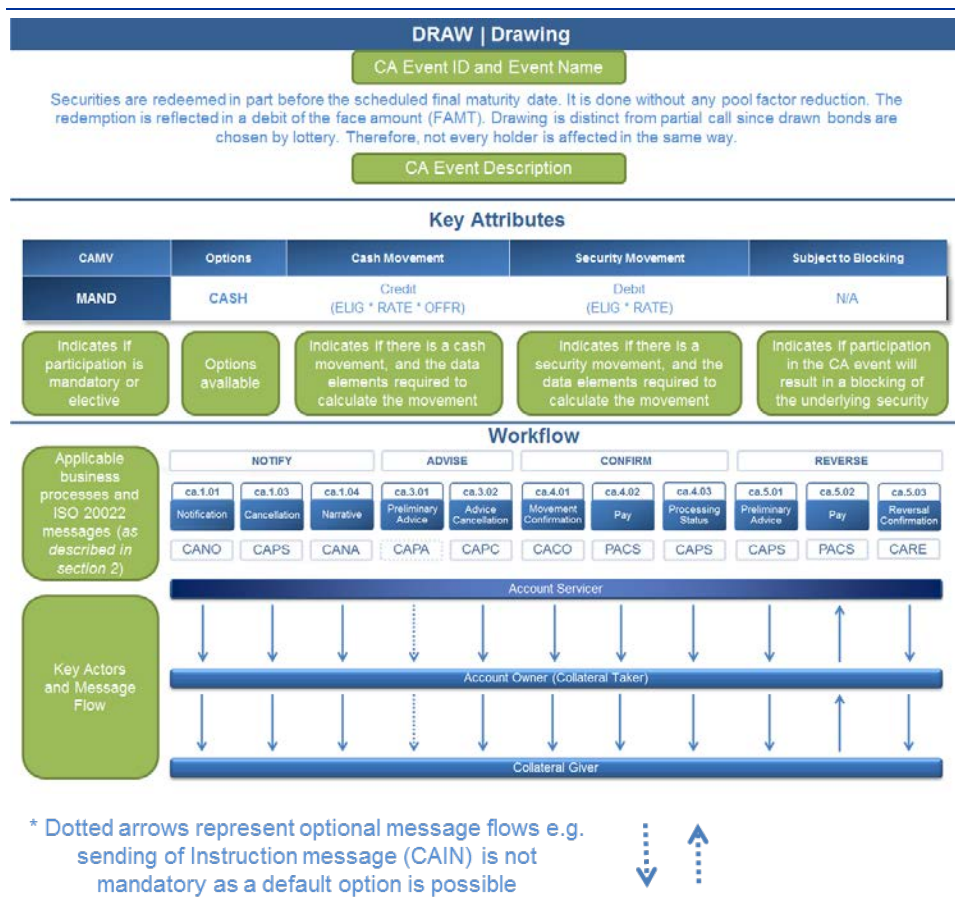 DRAW | Drawing
CA Event ID and Event Name
Securities are redeemed in part before the scheduled final maturity date. It is done without any pool factor reduction. The
redemption is reflected in a debit of the face amount (FAMT). Drawing is distinct from partial call since drawn bonds are
chosen by lottery. Therefore, not every holder is affected in the same way.
CA Event Description
Key Attributes
CAMV Options Cash Movement Security Movement Subject to Blocking
MAND CASH Credit (ELIG * RATE * OFFR) Debit (ELIG * RATE) N/A
Indicates if
participation is
mandatory or
elective
Options
available
Indicates if there is a cash
movement, and the data
elements required to
calculate the movement
Indicates if there is a
security movement, and the
data elements required to
calculate the movement
Indicates if participation
in the CA event will
result in a blocking of
the underlying security
Workflow
Applicable
business
processes and
ISO 20022
messages (as
described in
section 2)
NOTIFY ADVISE CONFIRM REVERSE
ca.1.01 ca.1.03 ca.1.04 ca.3.01 ca.3.02 ca.4.01 ca.4.02 ca.4.03 ca.5.01 ca.5.02 ca.5.03
Notification Cancellation Narrative Preliminary Advice Advice Cancellation Movement Confirmation Pay Processing Status Preliminary Advice Pay Reversal Confirmation
CANO CAPS CANA CAPA CAPC CACO PACS CAPS CAPS PACS CARE
Account Servicer
Key Actors
and Message
Flow
Account Owner (Collateral Taker)
Collateral Giver
* Dotted arrows represent optional message flows e.g.
sending of Instruction message (CAIN) is not
mandatory as a default option is possible